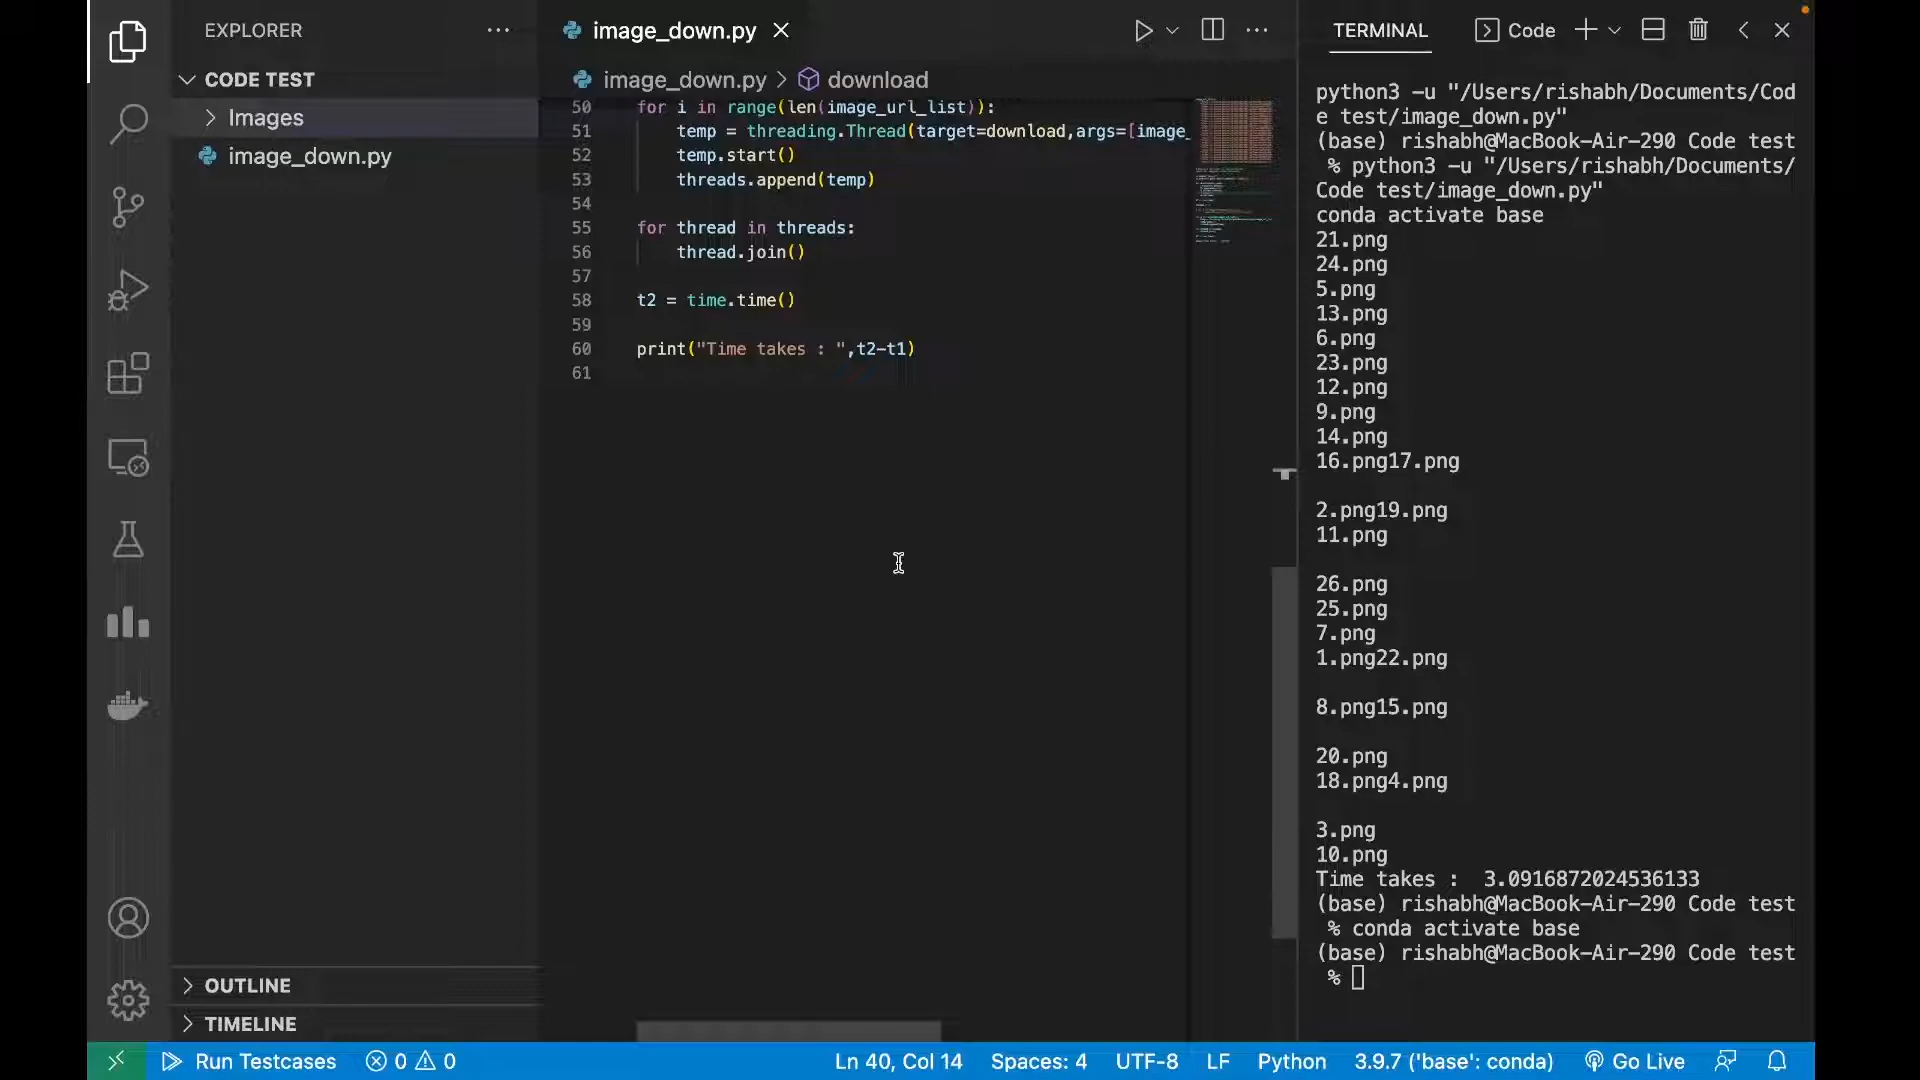 EXPLORER
CODE TEST
Images
image_down.py
OUTLINE
TIMELINE
image_down.py
image_down.py > download
50 for i in range(len(image_url_list)):
51 temp = threading.Thread(target=download,args=[image_
52 temp.start()
53 threads.append(temp)
54
55 for thread in threads:
56 thread.join()
57
58 t2 = time.time()
59
60 print("Time takes : ",t2-t1)
61
TERMINAL
Code
python3 -u "/Users/rishabh/Documents/Cod
e test/image_down.py"
(base) rishabh@MacBook-Air-290 Code test
% python3 -u "/Users/rishabh/Documents/
Code test/image_down.py"
conda activate base
21.png
24.png
5.png
13.png
6.png
23.png
12.png
9.png
14.png
16.png17.png
2.png19.png
11.png
26.png
25.png
7.png
1.png22.png
8.png15.png
20.png
18.png4.png
3.png
10.png
Time takes :  3.0916872024536133
(base) rishabh@MacBook-Air-290 Code test
% conda activate base
(base) rishabh@MacBook-Air-290 Code test
%
Run Testcases 0 0 Ln 40, Col 14 Spaces: 4 UTF-8 LF Python 3.9.7 ('base': conda) Go Live